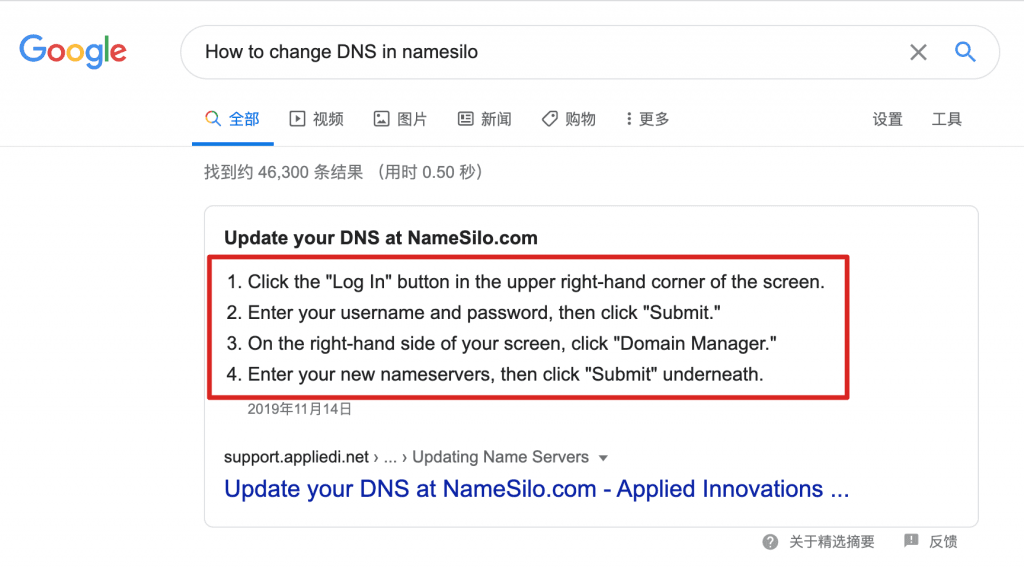 Google
How to change DNS in namesilo
全部 视频 图片 新闻 购物 更多 设置 工具
找到约 46,300 条结果 （用时 0.50 秒）
Update your DNS at NameSilo.com
1. Click the "Log In" button in the upper right-hand corner of the screen.
2. Enter your username and password, then click "Submit."
3. On the right-hand side of your screen, click "Domain Manager."
4. Enter your new nameservers, then click "Submit" underneath.
2019年11月14日
support.appliedi.net › ... › Updating Name Servers
Update your DNS at NameSilo.com - Applied Innovations ...
关于精选摘要 反馈